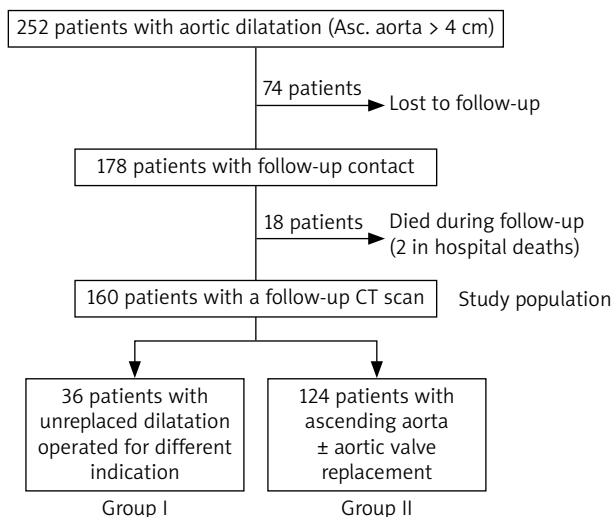 252 patients with aortic dilatation (Asc. aorta > 4 cm)
74 patients
Lost to follow-up
178 patients with follow-up contact
18 patients
Died during follow-up
(2 in hospital deaths)
160 patients with a follow-up CT scan
Study population
36 patients with
unreplaced dilatation
operated for different
indication
Group I
124 patients with
ascending aorta
± aortic valve
replacement
Group II